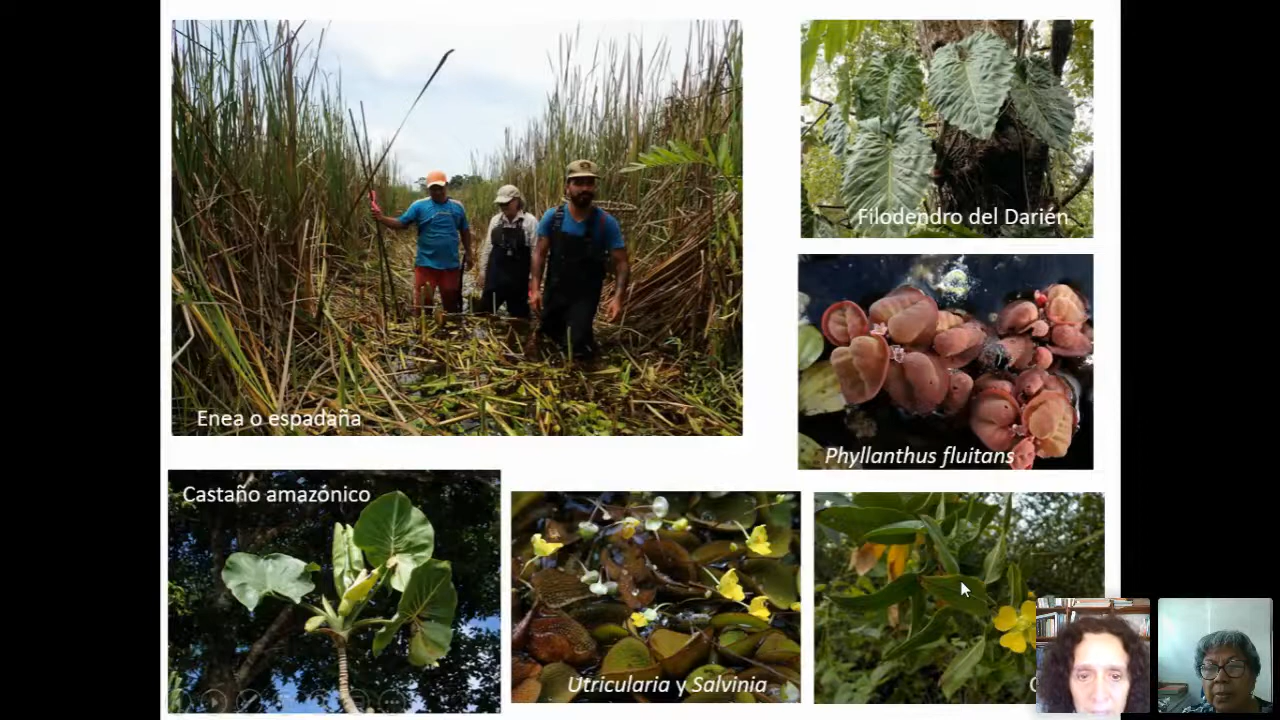 Enea o espadaña
Filodendro del Darién
Phyllanthus fluitans
Castaño amazónico
Utricularia y Salvinia